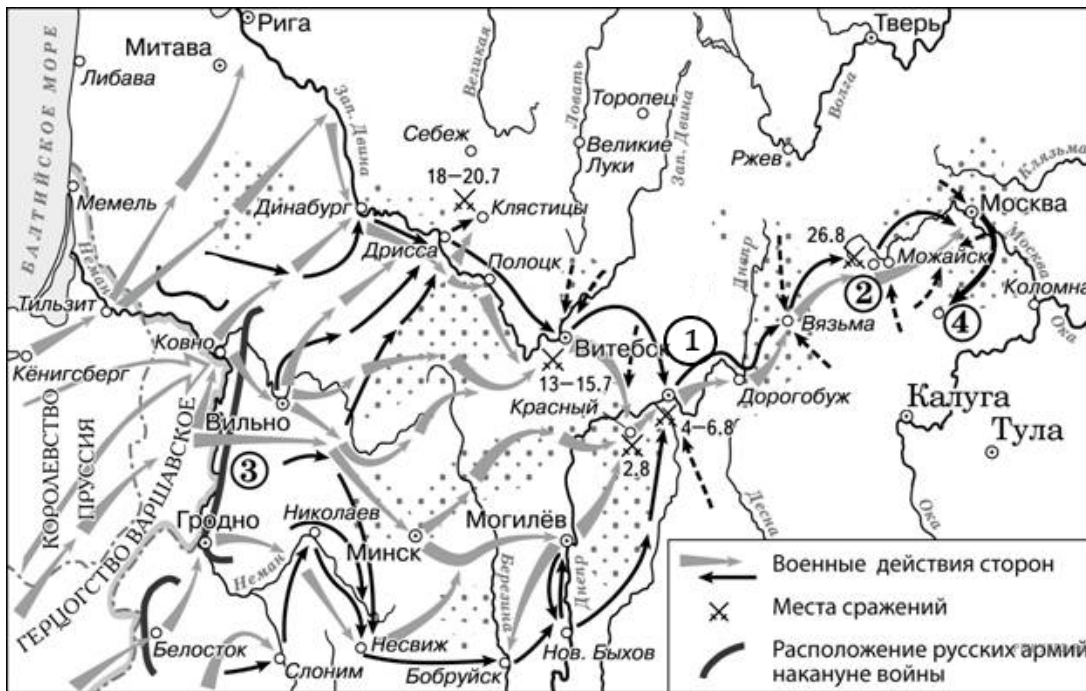 Рига
Тверь
Митава
Либава
БАЛТИЙСКОЕ МОРЕ
Зап. Двина
Великая
Ловать
Торопец
Зап. Двина
Волга
Себеж
Великие
Луки
Ржев
Клязьма
18–20.7
Мемель
Динабург
Клястицы
Москва
Дрисса
26.8
Неман
Полоцк
Днепр
Можайск
Москва
Тильзит
2
Коломна
4
Ока
Ковно
Витебск
1
Вязьма
Кёнигсберг
13–15.7
Дорогобуж
Красный
Калуга
Вильно
4–6.8
Тула
КОРОЛЕВСТВО
ПРУССИЯ
ГЕРЦОГСТВО ВАРШАВСКОЕ
3
2.8
Николаев
Гродно
Могилёв
Десна
Ока
Минск
Неман
Березина
Днепр
Белосток
Несвиж
Слоним
Бобруйск
Нов. Быхов
Военные действия сторон
Места сражений
Расположение русских армий
накануне войны